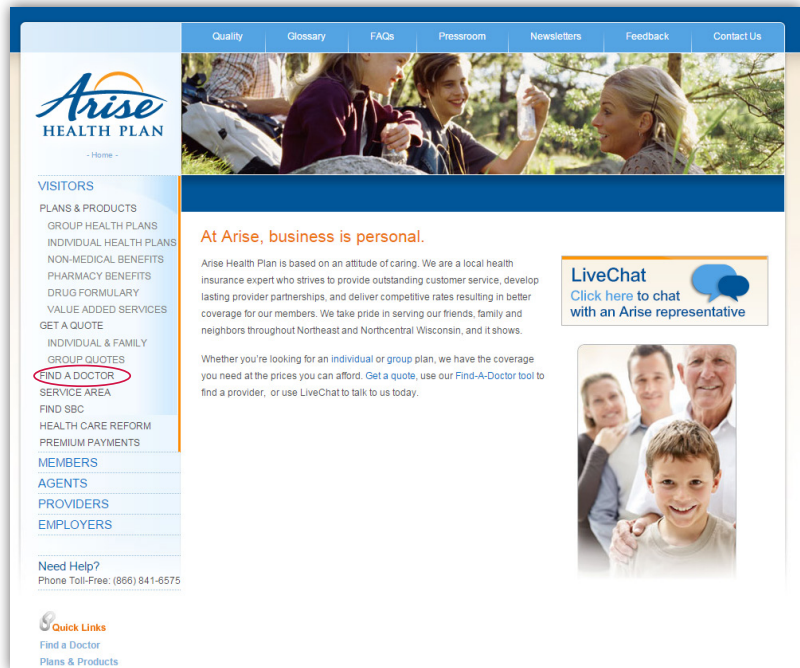 Quality
Glossary
FAQs
Pressroom
Newsletters
Feedback
Contact Us
Arise
HEALTH PLAN
- Home -
VISITORS
PLANS & PRODUCTS
GROUP HEALTH PLANS
INDIVIDUAL HEALTH PLANS
NON-MEDICAL BENEFITS
PHARMACY BENEFITS
DRUG FORMULARY
VALUE ADDED SERVICES
GET A QUOTE
INDIVIDUAL & FAMILY
GROUP QUOTES
FIND A DOCTOR
SERVICE AREA
FIND SBC
HEALTH CARE REFORM
PREMIUM PAYMENTS
MEMBERS
AGENTS
PROVIDERS
EMPLOYERS
Need Help?
Phone Toll-Free: (866) 841-6575
Quick Links
Find a Doctor
Plans & Products
At Arise, business is personal.
Arise Health Plan is based on an attitude of caring. We are a local health
insurance expert who strives to provide outstanding customer service, develop
lasting provider partnerships, and deliver competitive rates resulting in better
coverage for our members. We take pride in serving our friends, family and
neighbors throughout Northeast and Northcentral Wisconsin, and it shows.
Whether you're looking for an individual or group plan, we have the coverage
you need at the prices you can afford. Get a quote, use our Find-A-Doctor tool to
find a provider, or use LiveChat to talk to us today.
LiveChat
Click here to chat
with an Arise representative